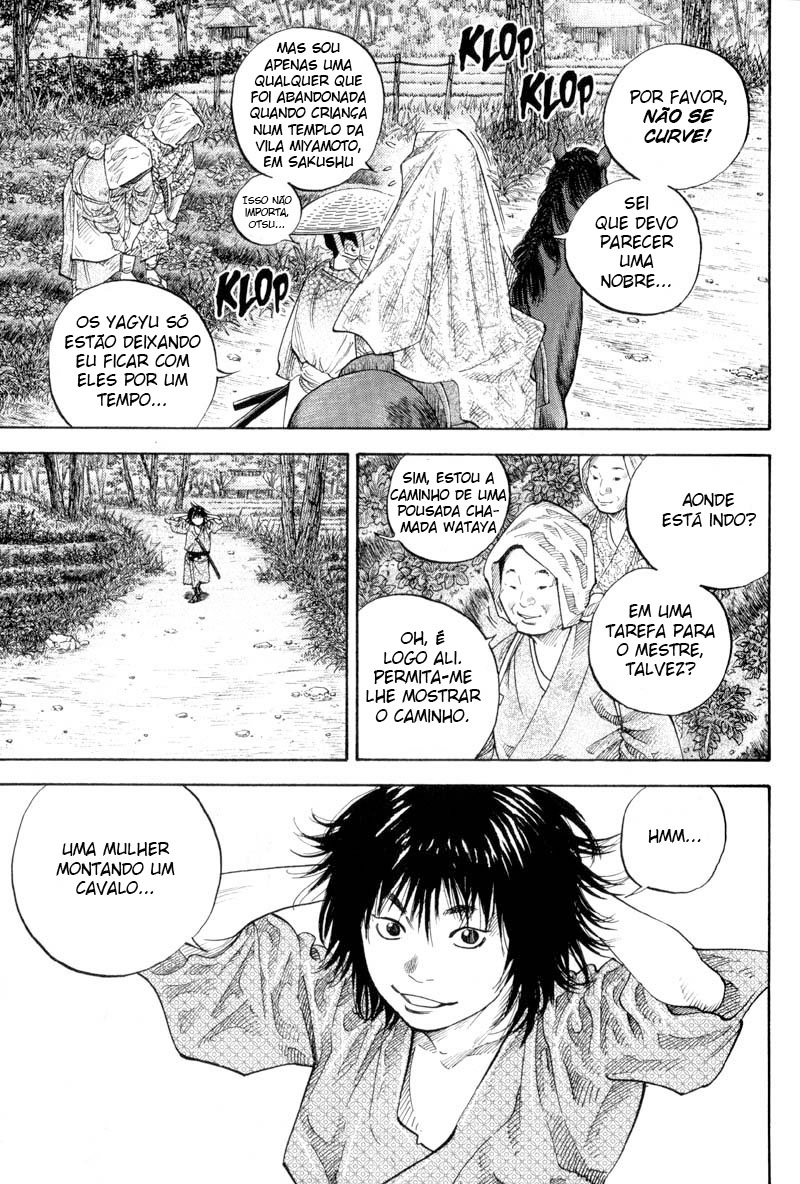 KLOP
KLOP
POR FAVOR,
NÃO SE
CURVE!
SEI
QUE DEVO
PARECER
UMA
NOBRE...
MAS SOU
APENAS UMA
QUALQUER QUE
FOI ABANDONADA
QUANDO CRIANÇA
NUM TEMPLO DA
VILA MIYAMOTO,
EM SAKUSHU
ISSO NÃO
IMPORTA,
OTSU...
KLOP
OS YAGYU SÓ
ESTÃO DEIXANDO
EU FICAR COM
ELES POR UM
TEMPO...
AONDE
ESTÁ INDO?
EM UMA
TAREFA PARA
O MESTRE,
TALVEZ?
SIM, ESTOU A
CAMINHO DE UMA
POUSADA CHA-
MADA WATAYA
OH, É
LOGO ALI.
PERMITA-ME
LHE MOSTRAR
O CAMINHO.
HMM...
UMA MULHER
MONTANDO UM
CAVALO...